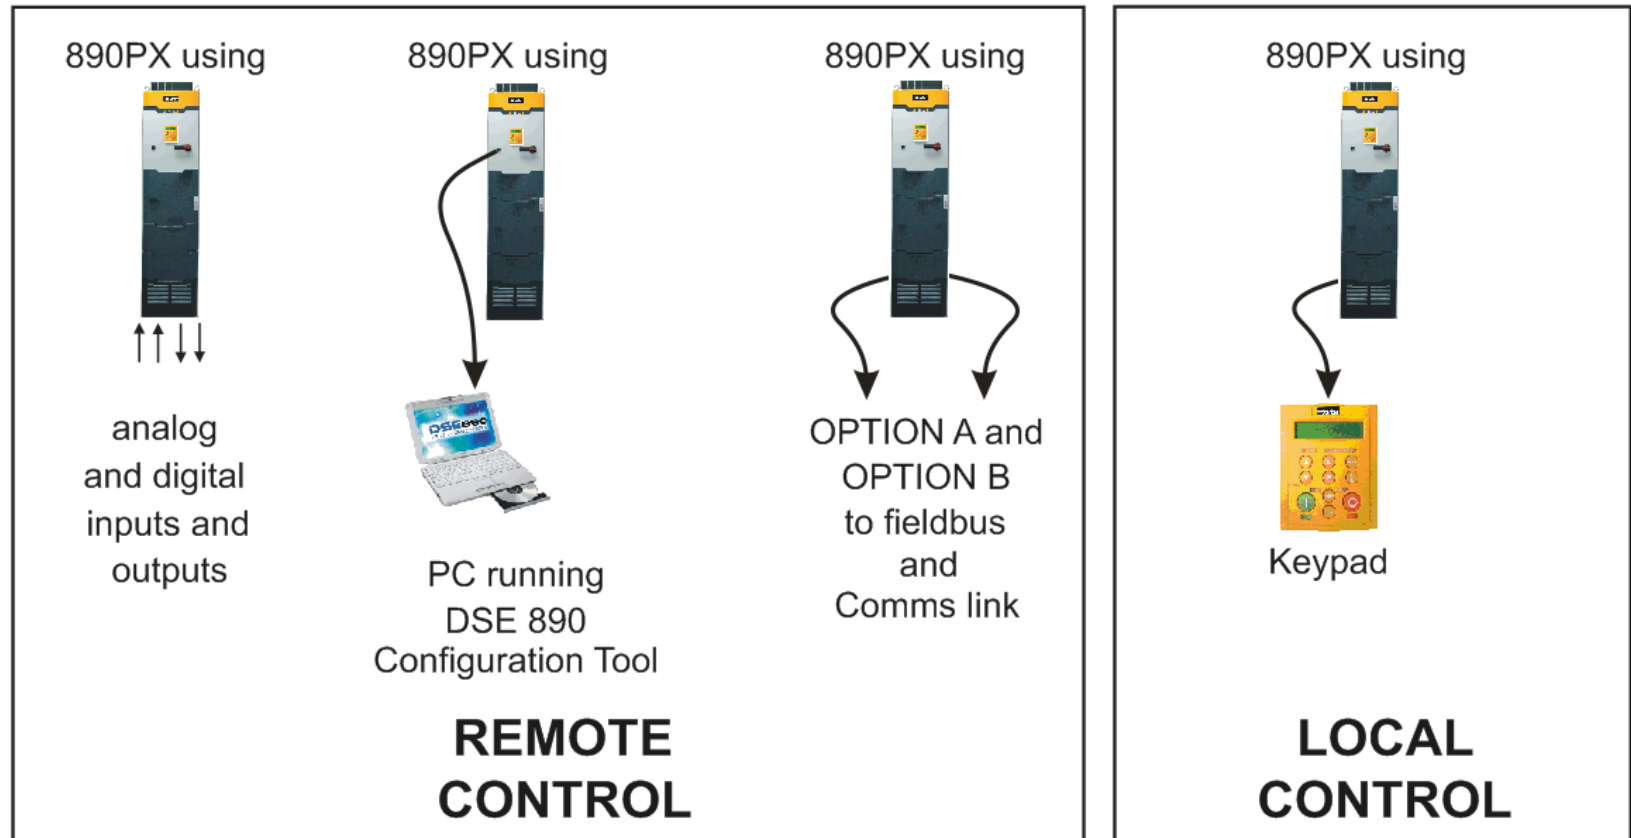 890PX using
analog
and digital
inputs and
outputs
890PX using
DSE890
PC running
DSE 890
Configuration Tool
890PX using
OPTION A and
OPTION B
to fieldbus
and
Comms link
REMOTE
CONTROL
890PX using
Keypad
LOCAL
CONTROL